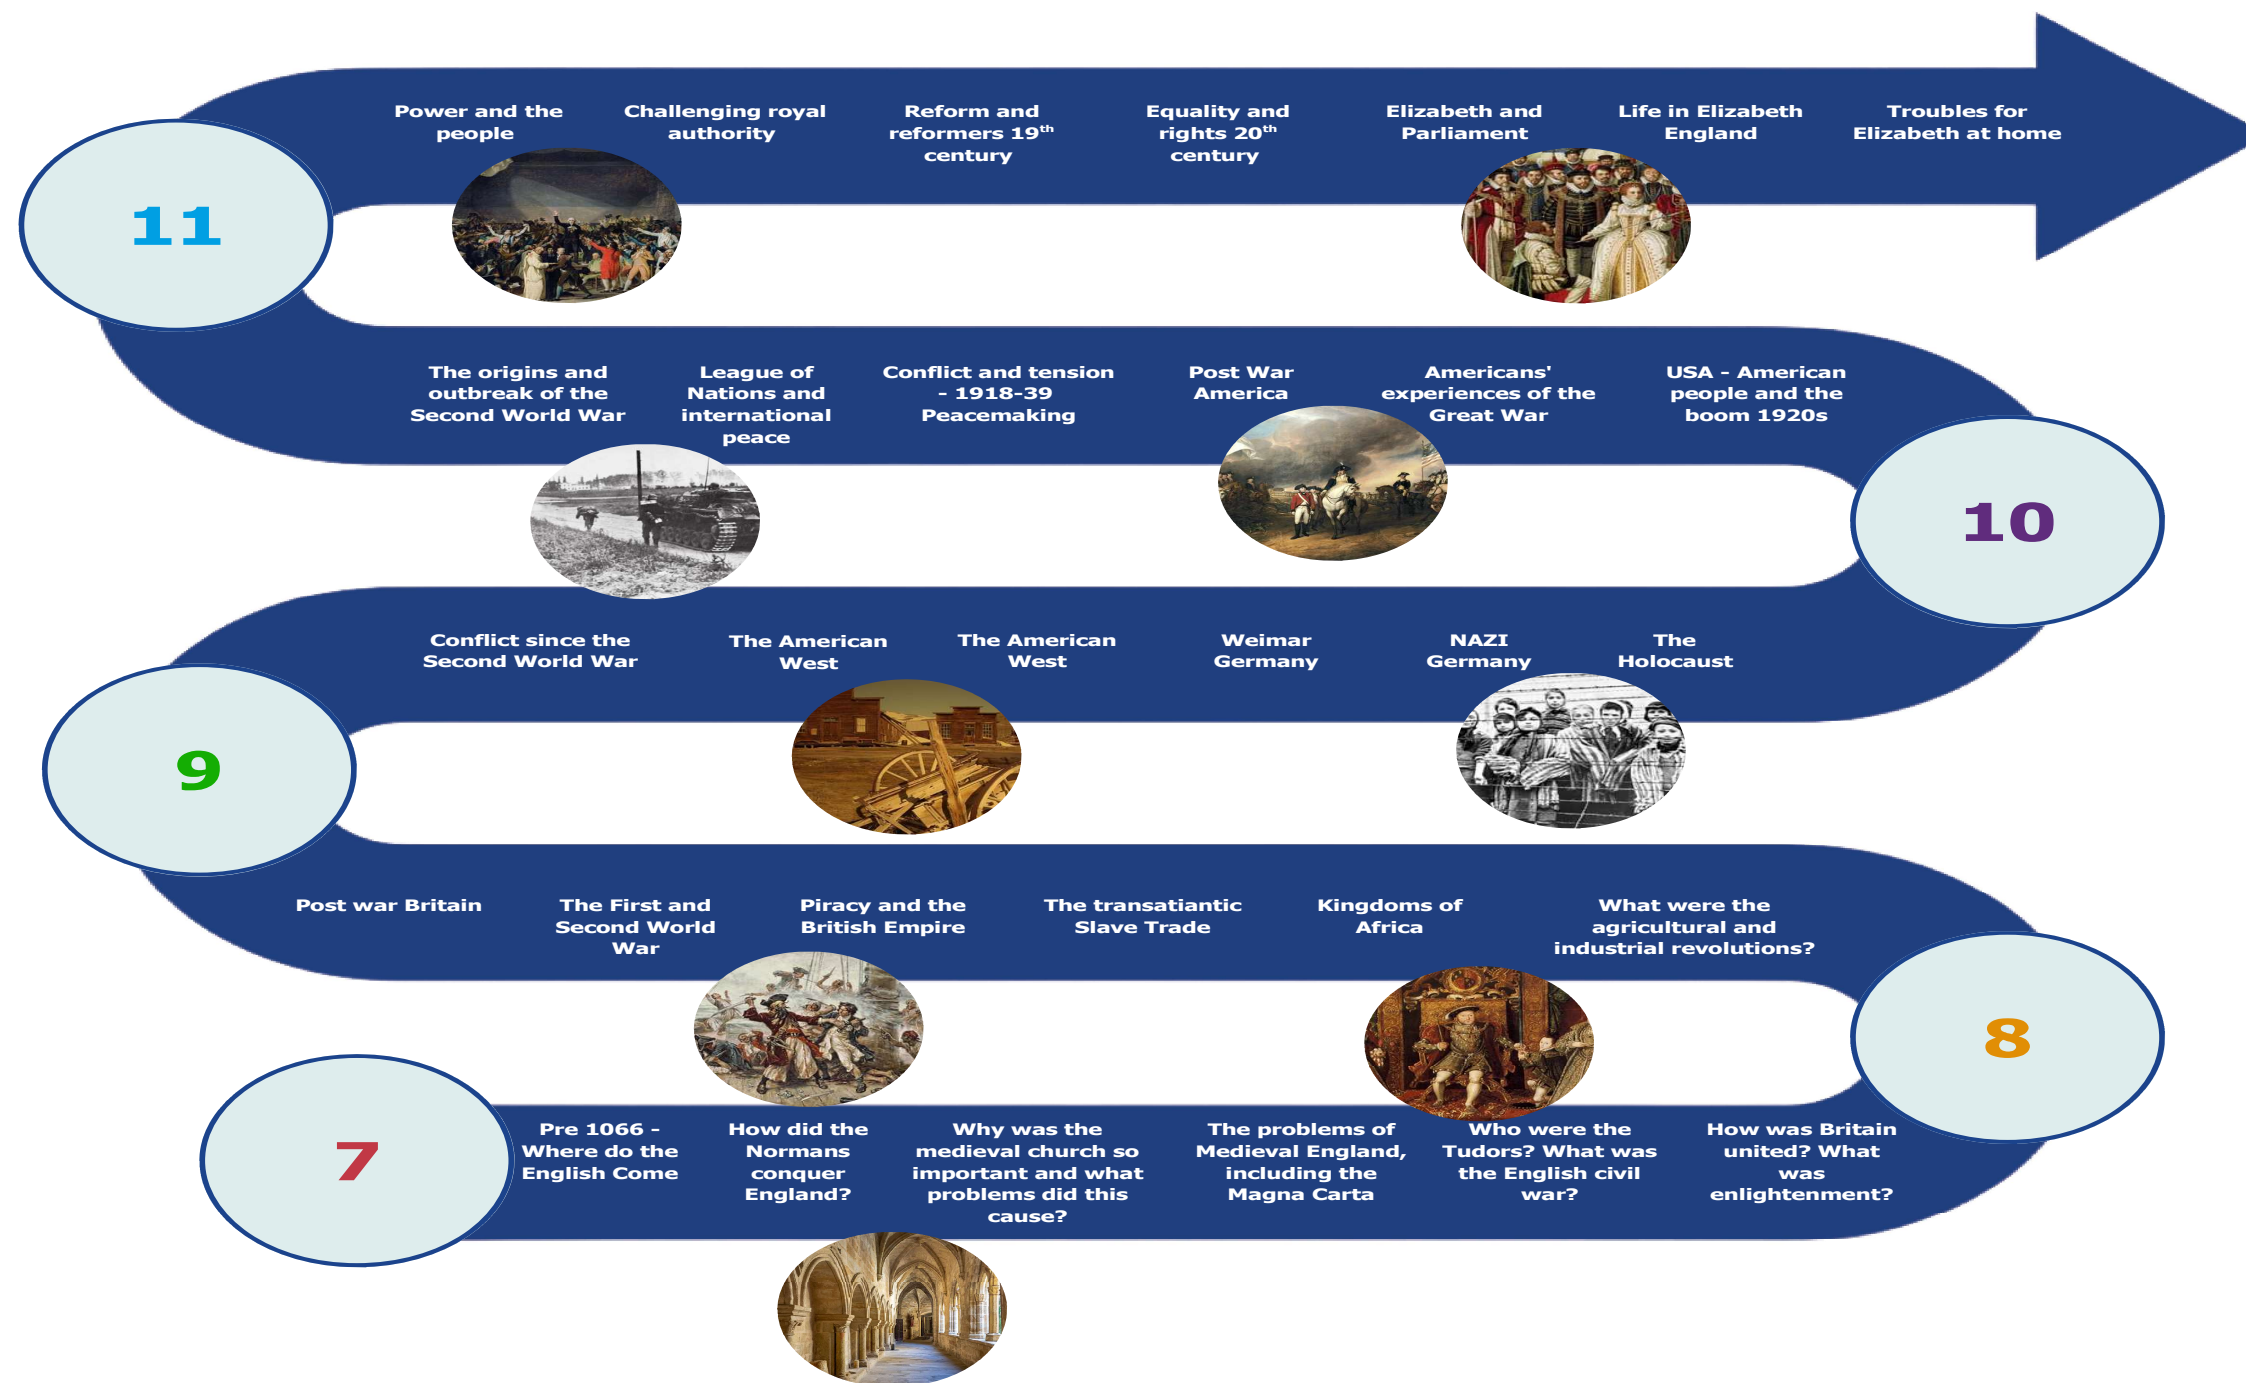 Power and the
people
Challenging royal
authority
Reform and
reformers 19th
century
Equality and
rights 20th
century
Elizabeth and
Parliament
Life in Elizabeth
England
Troubles for
Elizabeth at home
11
The origins and
outbreak of the
Second World War
League of
Nations and
international
peace
Conflict and tension
- 1918-39
Peacemaking
Post War
America
Americans'
experiences of the
Great War
USA - American
people and the
boom 1920s
10
Conflict since the
Second World War
The American
West
The American
West
Weimar
Germany
NAZI
Germany
The
Holocaust
9
Post war Britain
The First and
Second World
War
Piracy and the
British Empire
The transatiantic
Slave Trade
Kingdoms of
Africa
What were the
agricultural and
industrial revolutions?
8
7
Pre 1066 -
Where do the
English Come
How did the
Normans
conquer
England?
Why was the
medieval church so
important and what
problems did this
cause?
The problems of
Medieval England,
including the
Magna Carta
Who were the
Tudors? What was
the English civil
war?
How was Britain
united? What
was
enlightenment?